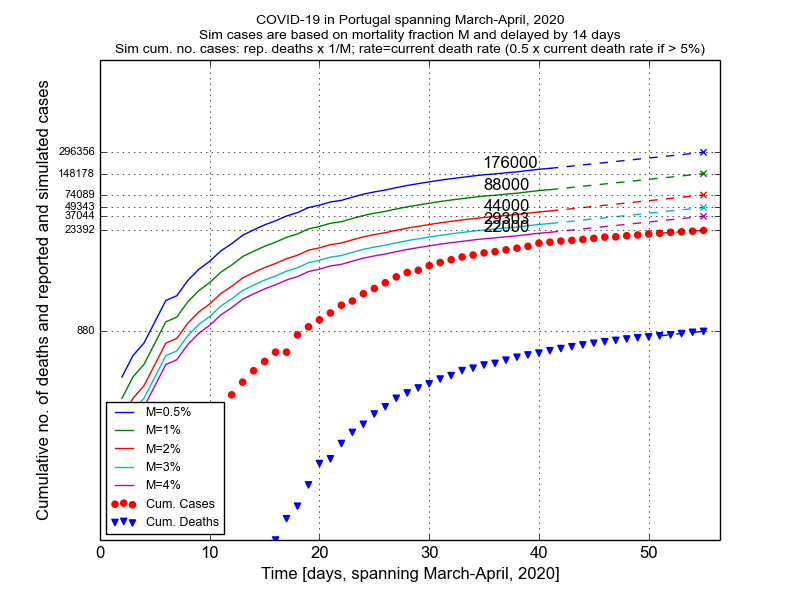 COVID-19 in Portugal spanning March-April, 2020
Sim cases are based on mortality fraction M and delayed by 14 days
Sim cum. no. cases: rep. deaths x 1/M; rate=current death rate (0.5 x current death rate if > 5%)
Cumulative no. of deaths and reported and simulated cases
296356
148178
74089
49343
37044
23392
880
176000
88000
44000
29303
22000
M=0.5%
M=1%
M=2%
M=3%
M=4%
Cum. Cases
Cum. Deaths
0 10 20 30 40 50
Time [days, spanning March-April, 2020]